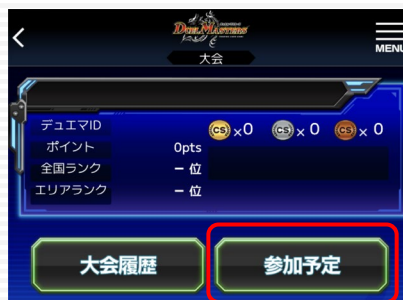 DUEL MASTERS
MENU
大会
デュエマID
CS ×0 CS × 0 CS × 0
ポイント 0pts
全国ランク － 位
エリアランク － 位
大会履歴 参加予定